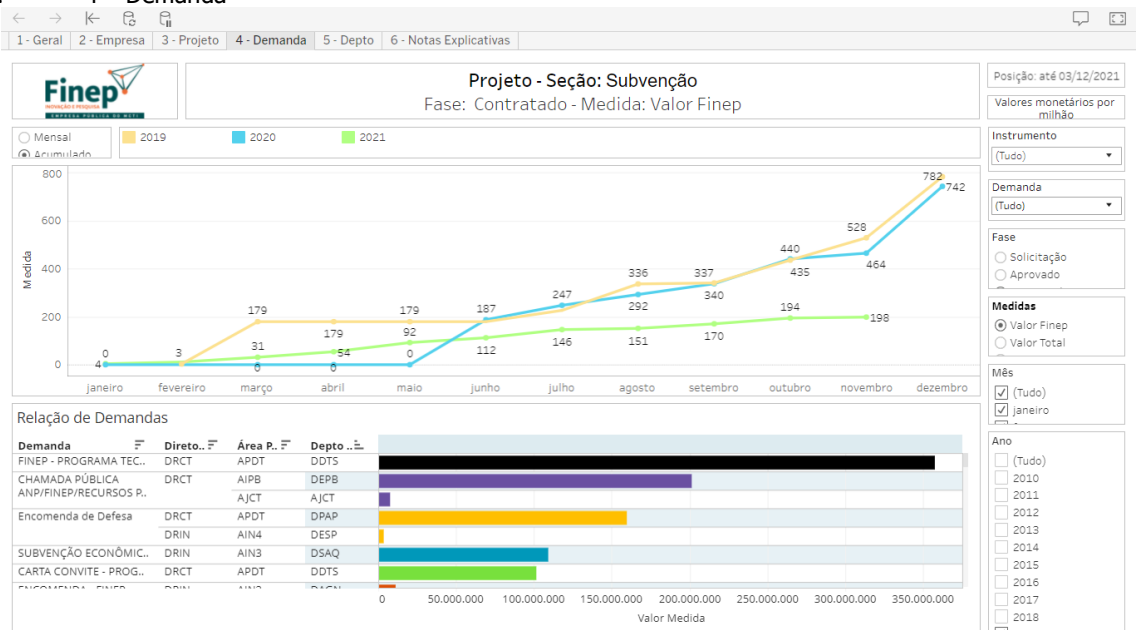 1 - Geral 2 - Empresa 3 - Projeto 4 - Demanda 5 - Depto 6 - Notas Explicativas
Finep
INOVAÇÃO E PESQUISA
EMPRESA PÚBLICA DO MCTI
Projeto - Seção: Subvenção
Fase: Contratado - Medida: Valor Finep
Posição: até 03/12/2021
Valores monetários por
milhão
Mensal
Acumulado
2019 2020 2021
Instrumento
(Tudo)
Demanda
(Tudo)
Fase
Solicitação
Aprovado
Medidas
Valor Finep
Valor Total
Mês
(Tudo)
janeiro
Ano
(Tudo)
2010
2011
2012
2013
2014
2015
2016
2017
2018
Medida
800
600
400
200
0
782
742
528
464
440
435
336
337
340
292
247
187
179
179
179
194
198
170
151
146
112
92
54
31
3
0
4
0
0
0
janeiro fevereiro março abril maio junho julho agosto setembro outubro novembro dezembro
Relação de Demandas
Demanda Direto.. Área P.. Depto ..
FINEP - PROGRAMA TEC.. DRCT APDT DDTS
CHAMADA PÚBLICA DRCT AIPB DEPB
ANP/FINEP/RECURSOS P..
AJCT AJCT
Encomenda de Defesa DRCT APDT DPAP
DRIN AIN4 DESP
SUBVENÇÃO ECONÔMIC.. DRIN AIN3 DSAQ
CARTA CONVITE - PROG.. DRCT APDT DDTS
0 50.000.000 100.000.000 150.000.000 200.000.000 250.000.000 300.000.000 350.000.000
Valor Medida